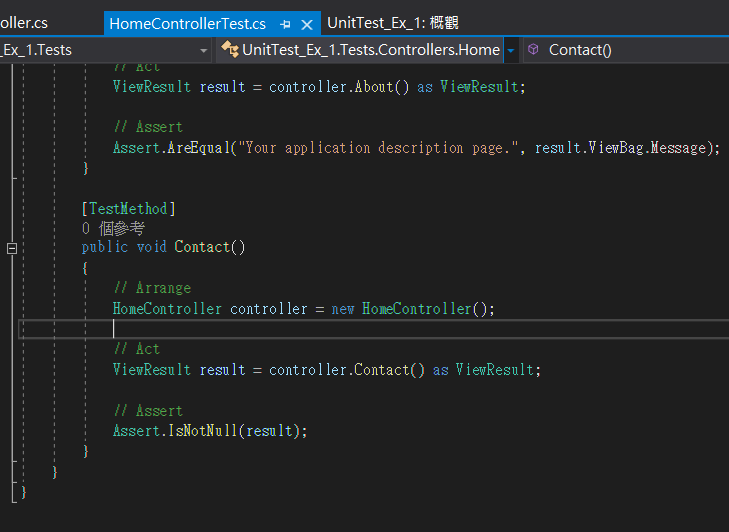 oller.cs
HomeControllerTest.cs
UnitTest_Ex_1: 概觀
_Ex_1.Tests
UnitTest_Ex_1.Tests.Controllers.Home
Contact()
// Act
ViewResult result = controller.About() as ViewResult;
// Assert
Assert.AreEqual("Your application description page.", result.ViewBag.Message);
}
[TestMethod]
0 個參考
public void Contact()
{
// Arrange
HomeController controller = new HomeController();
// Act
ViewResult result = controller.Contact() as ViewResult;
// Assert
Assert.IsNotNull(result);
}
}
}